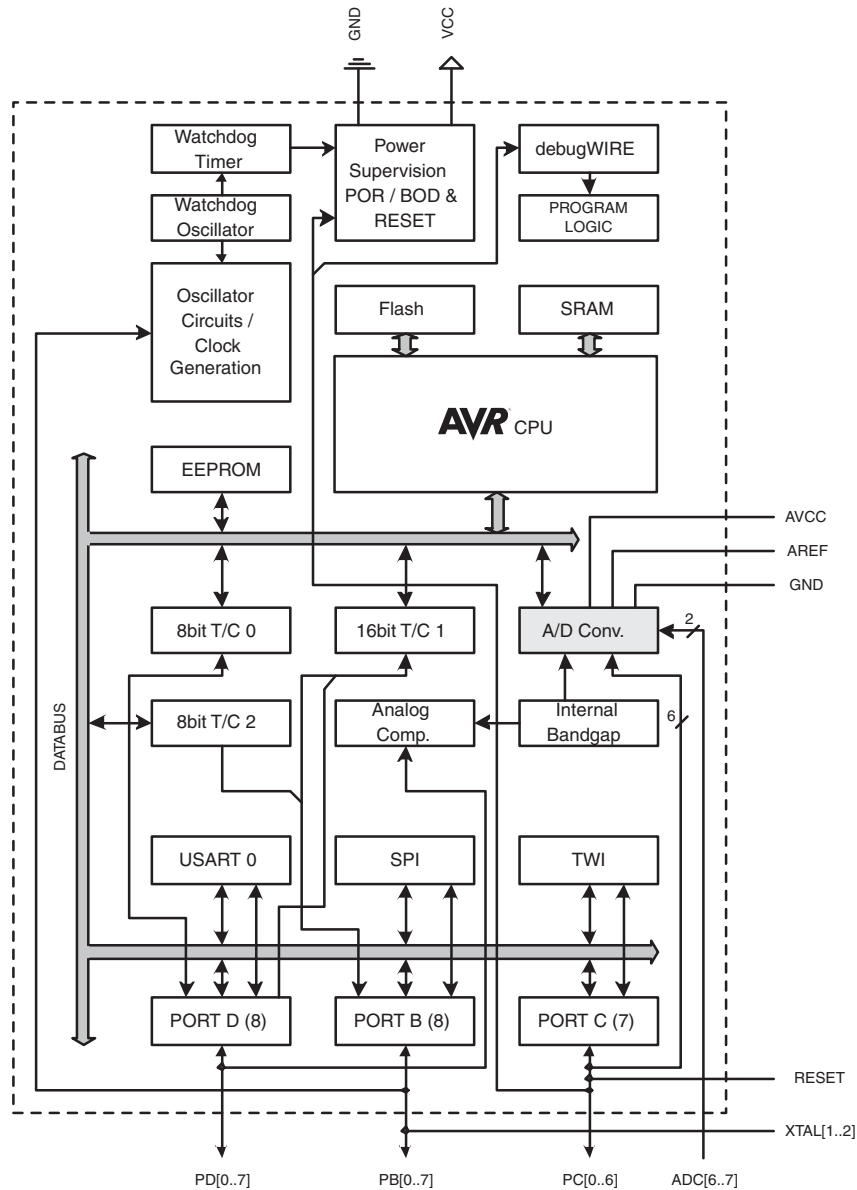 GND
VCC
Watchdog
Timer
Power
Supervision
POR / BOD &
RESET
debugWIRE
Watchdog
Oscillator
PROGRAM
LOGIC
Oscillator
Circuits /
Clock
Generation
Flash
SRAM
AVR CPU
EEPROM
AVCC
AREF
GND
8bit T/C 0
16bit T/C 1
A/D Conv.
2
8bit T/C 2
Analog
Comp.
Internal
Bandgap
6
DATABUS
USART 0
SPI
TWI
PORT D (8)
PORT B (8)
PORT C (7)
RESET
XTAL[1..2]
PD[0..7]
PB[0..7]
PC[0..6]
ADC[6..7]